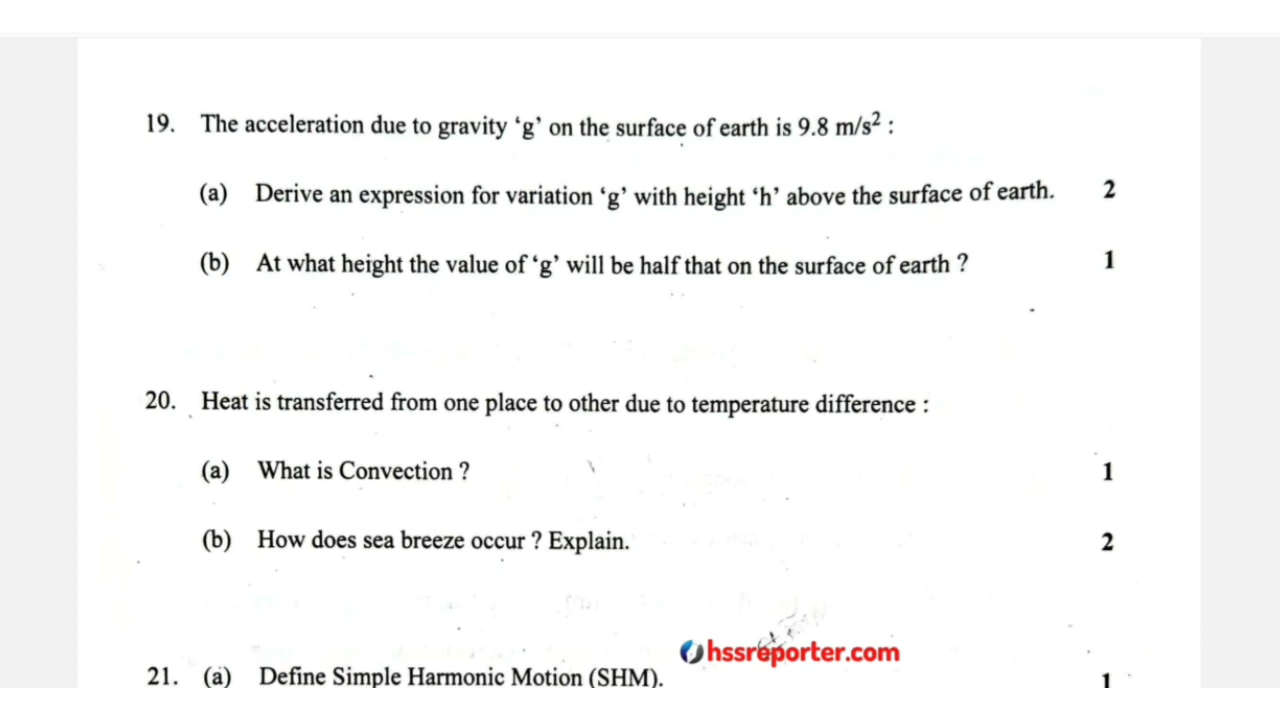 19. The acceleration due to gravity ‘g’ on the surface of earth is 9.8 m/s² :
(a) Derive an expression for variation ‘g’ with height ‘h’ above the surface of earth. 2
(b) At what height the value of ‘g’ will be half that on the surface of earth ? 1
20. Heat is transferred from one place to other due to temperature difference :
(a) What is Convection ? 1
(b) How does sea breeze occur ? Explain. 2
hssreporter.com
21. (a) Define Simple Harmonic Motion (SHM). 1